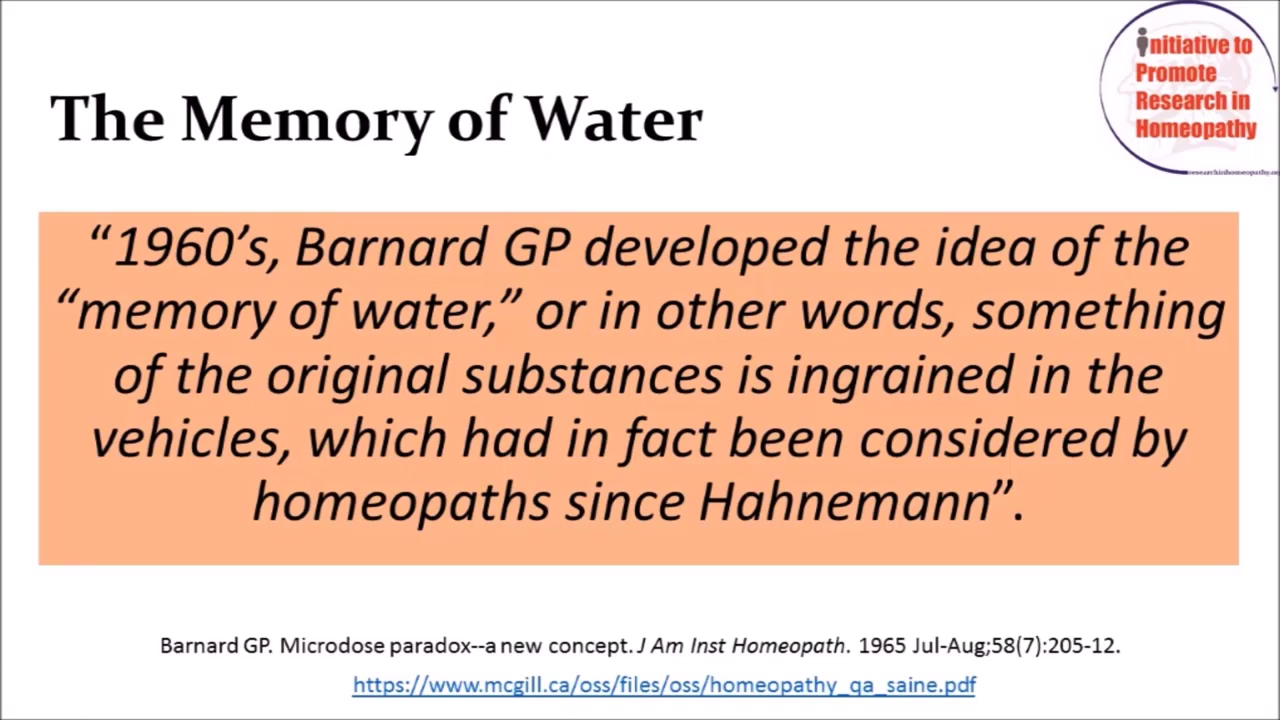 initiative to
Promote
Research in
Homeopathy
The Memory of Water
“1960’s, Barnard GP developed the idea of the
“memory of water,” or in other words, something
of the original substances is ingrained in the
vehicles, which had in fact been considered by
homeopaths since Hahnemann”.
Barnard GP. Microdose paradox--a new concept. J Am Inst Homeopath. 1965 Jul-Aug;58(7):205-12.
https://www.mcgill.ca/oss/files/oss/homeopathy_qa_saine.pdf